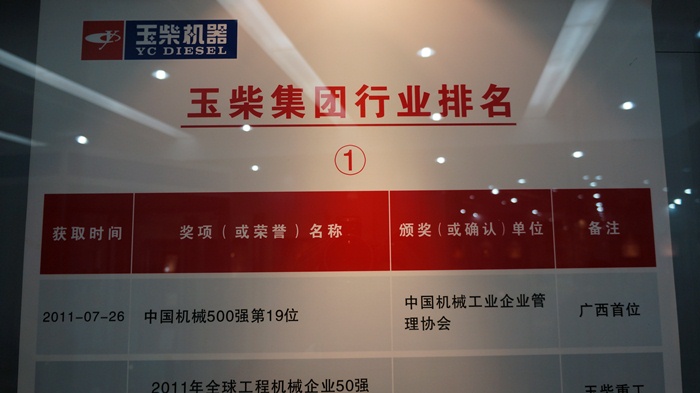 玉柴机器
YC DIESEL
玉柴集团行业排名
①
获取时间 奖项（或荣誉）名称 颁奖（或确认）单位 备注
2011-07-26 中国机械500强第19位 中国机械工业企业管理协会 广西首位
2011年全球工程机械企业50强 玉柴重工